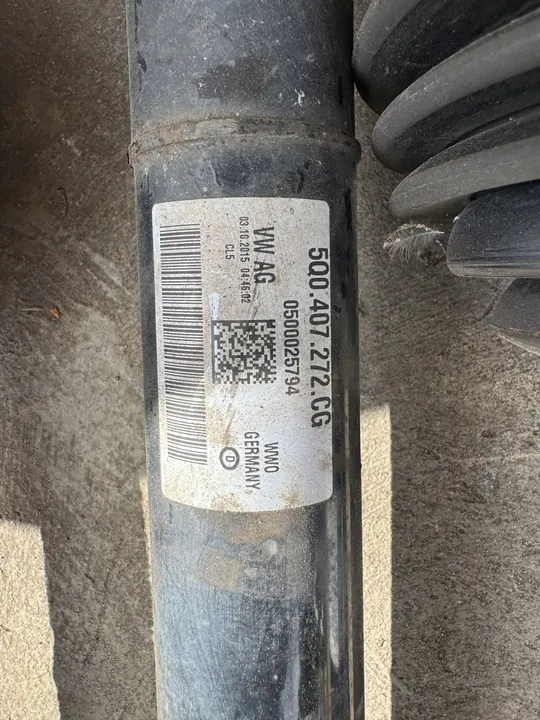 5Q0.407.272.CG
0500025794
WWO
GERMANY
D
VW AG
03.10.2015 04:46:02
CL5